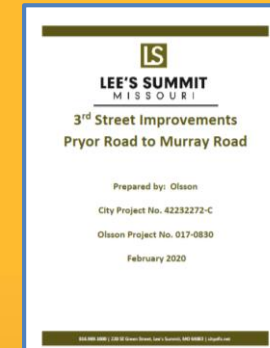 LS
LEE'S SUMMIT
MISSOURI
3rd Street Improvements
Pryor Road to Murray Road
Prepared by: Olsson
City Project No. 42232272-C
Olsson Project No. 017-0830
February 2020